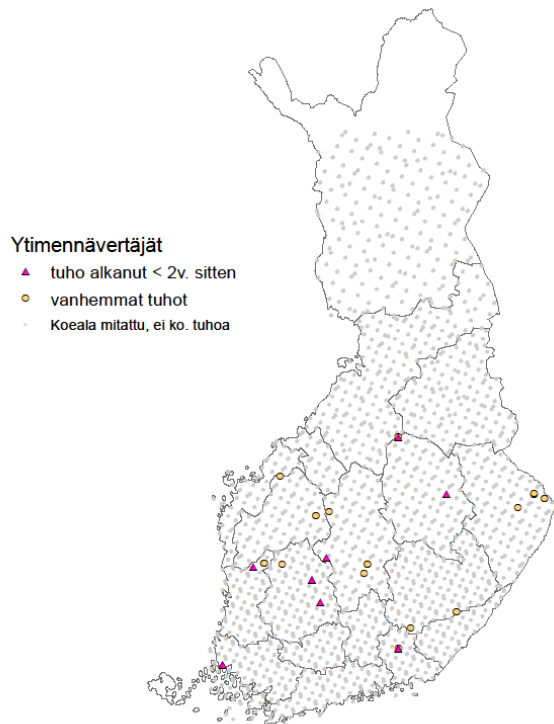 Ytimennävertäjät
tuho alkanut < 2v. sitten
vanhemmat tuhot
Koeala mitattu, ei ko. tuhoa